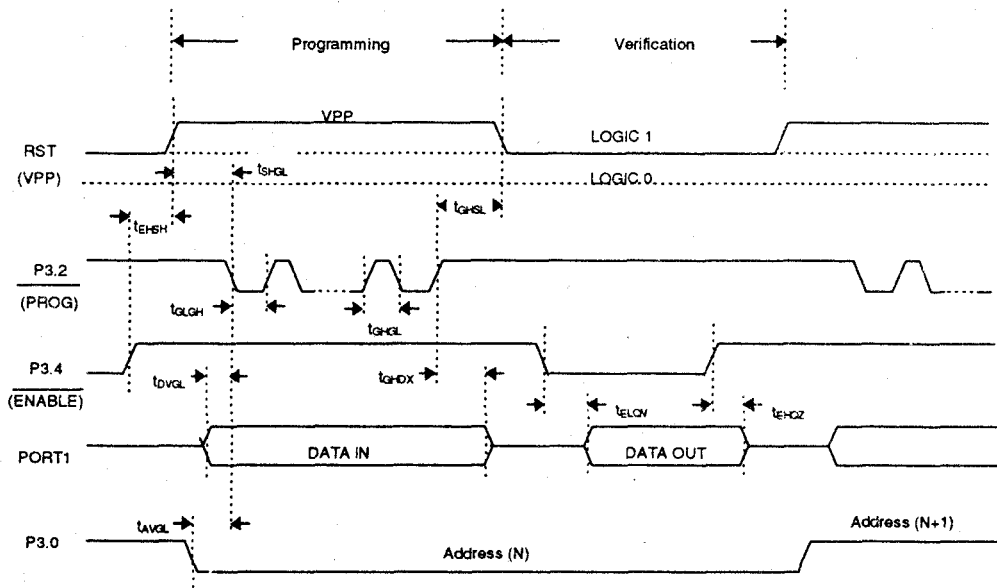 Programming
Verification
VPP
RST
(VPP)
LOGIC 1
LOGIC 0
tSHGL
tGHSL
tEHSH
P3.2
(PROG)
tGLGH
tGHGL
P3.4
(ENABLE)
tDVGL
tGHDX
tELQV
tEHQZ
PORT1
DATA IN
DATA OUT
tAVGL
P3.0
Address (N)
Address (N+1)